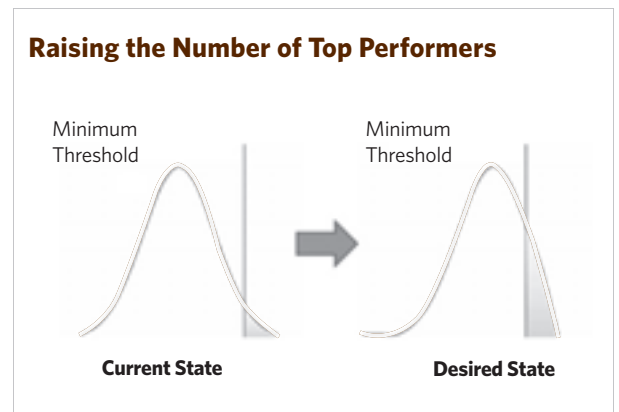 Raising the Number of Top Performers
Minimum
Threshold
Minimum
Threshold
Current State
Desired State